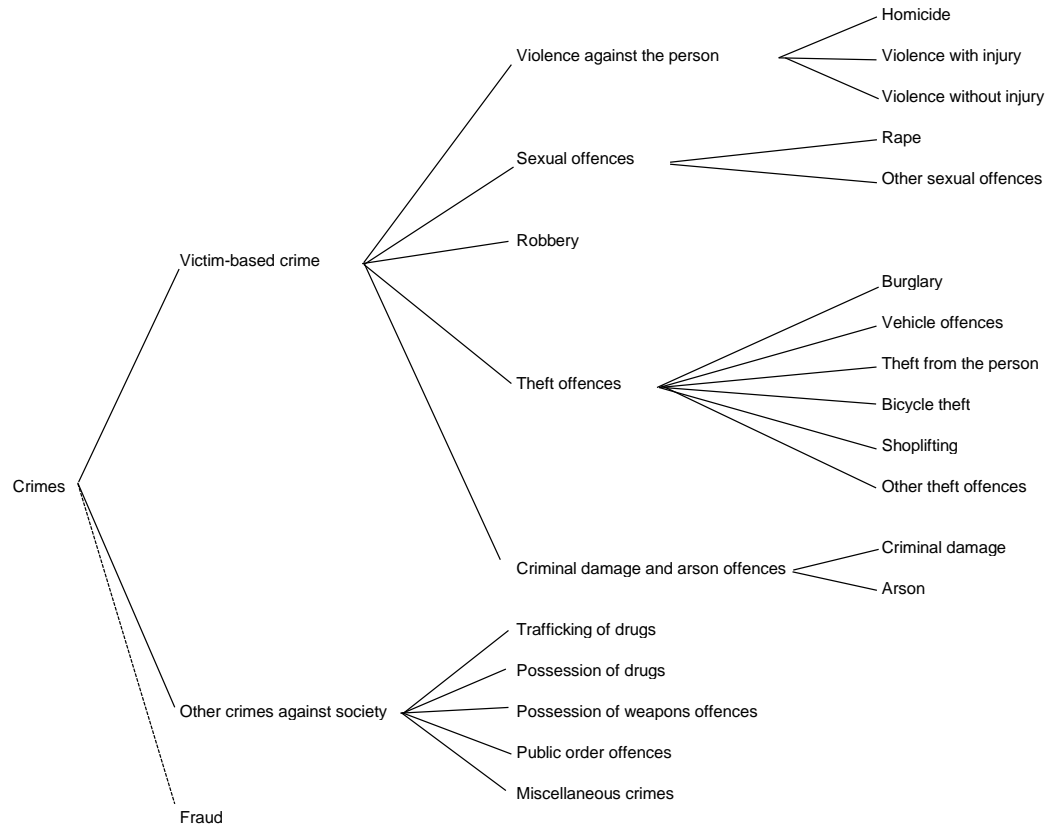 Crimes
Victim-based crime
Violence against the person
Homicide
Violence with injury
Violence without injury
Sexual offences
Rape
Other sexual offences
Robbery
Theft offences
Burglary
Vehicle offences
Theft from the person
Bicycle theft
Shoplifting
Other theft offences
Criminal damage and arson offences
Criminal damage
Arson
Other crimes against society
Trafficking of drugs
Possession of drugs
Possession of weapons offences
Public order offences
Miscellaneous crimes
Fraud